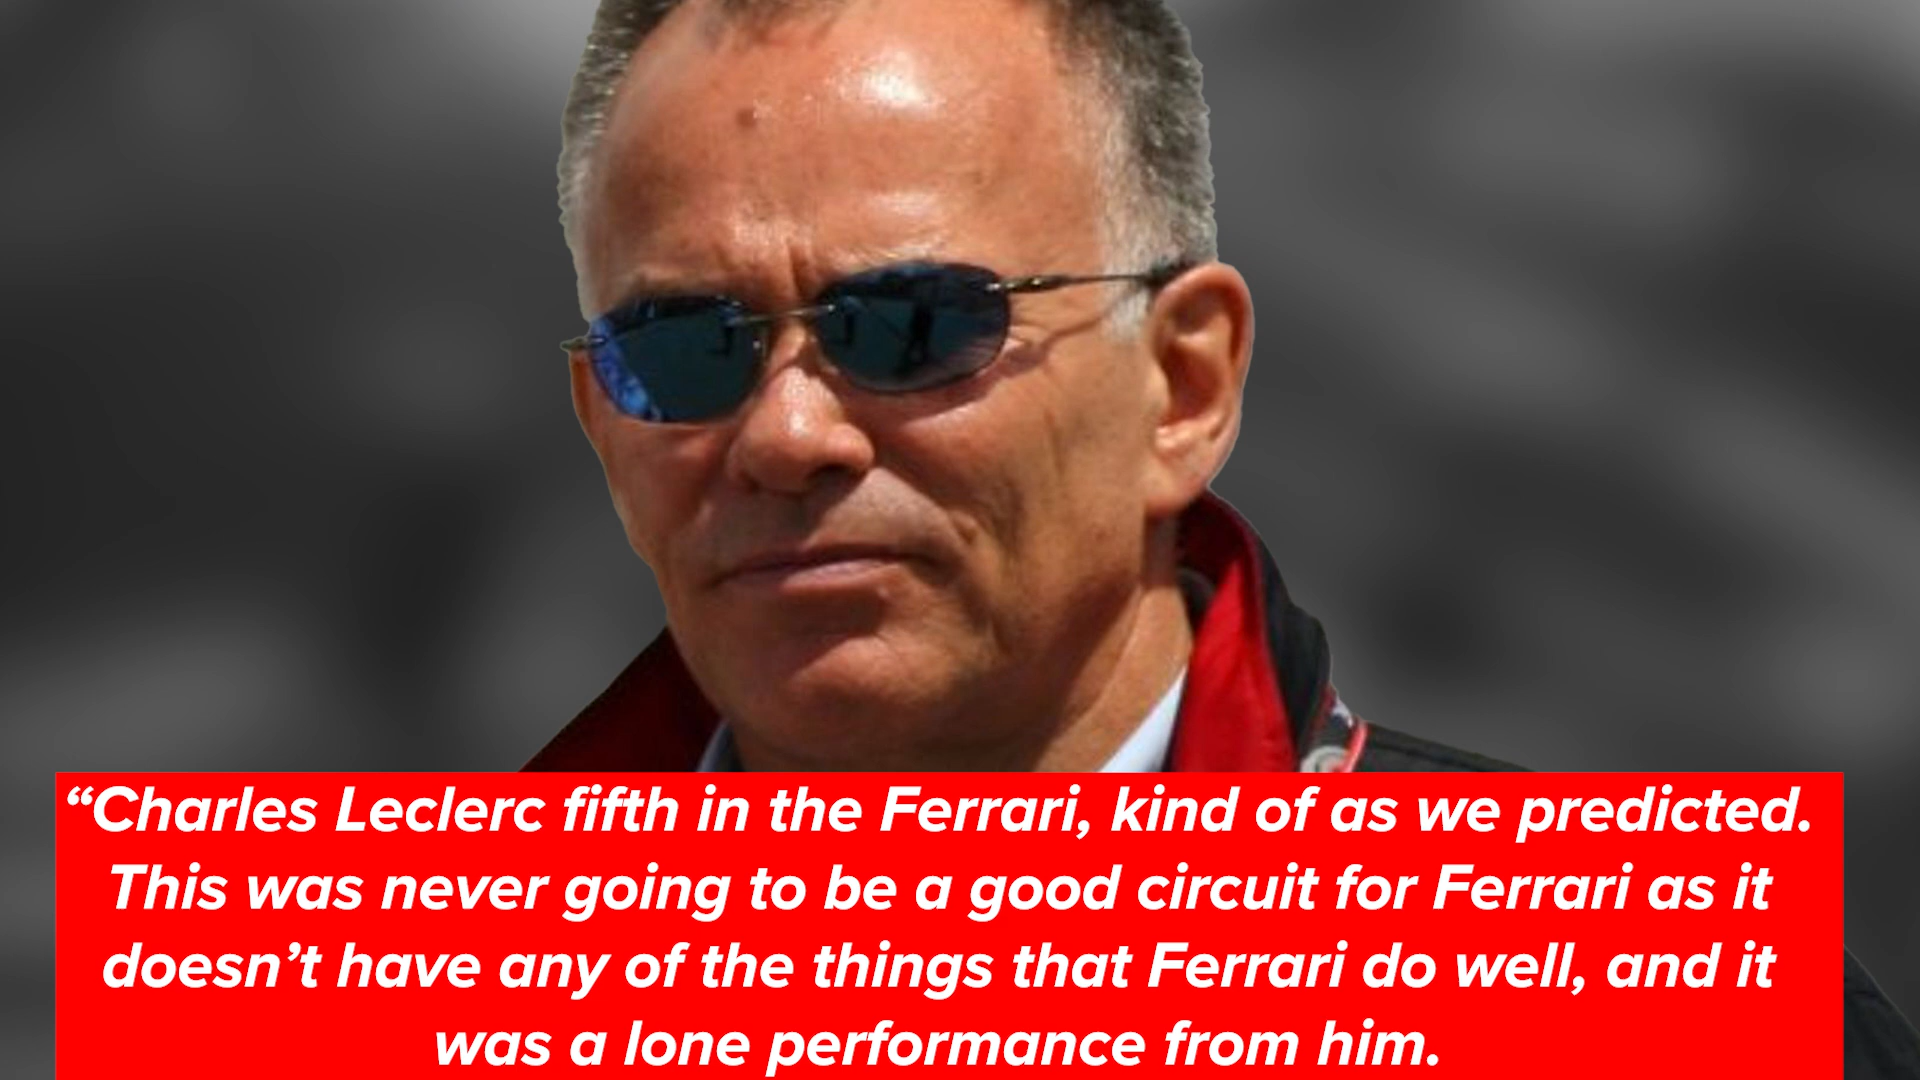 “Charles Leclerc fifth in the Ferrari, kind of as we predicted.
This was never going to be a good circuit for Ferrari as it
doesn’t have any of the things that Ferrari do well, and it
was a lone performance from him.